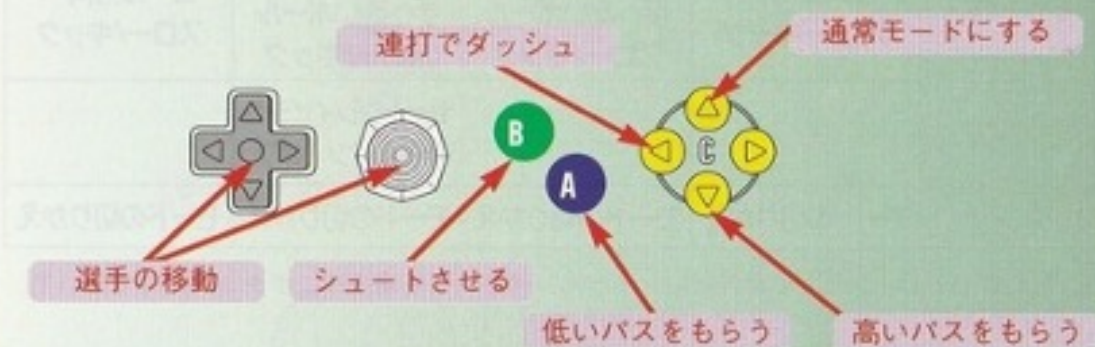 連打でダッシュ
通常モードにする
B
A
C
選手の移動
シュートさせる
低いパスをもらう
高いパスをもらう